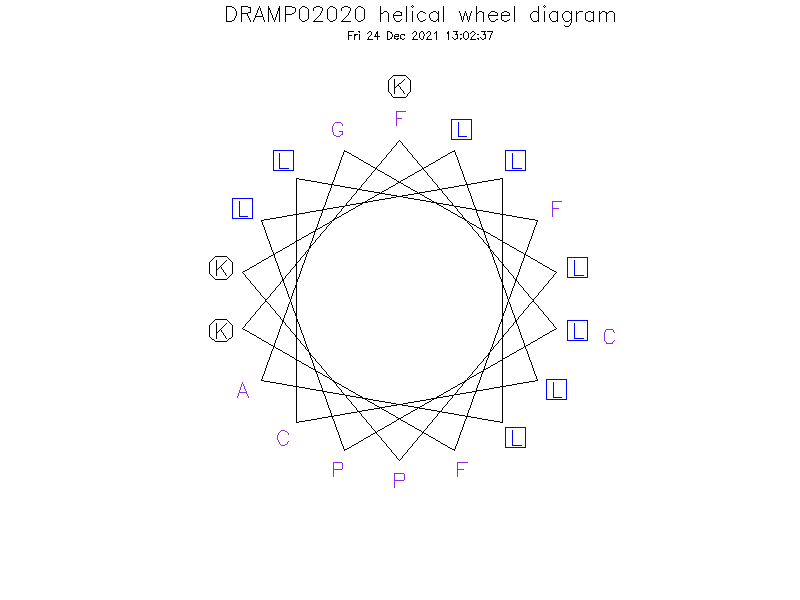 DRAMP02020 helical wheel diagram
Fri 24 Dec 2021 13:02:37
K
G F L
L L
L F
K L
K L C
A L
C L
P P F